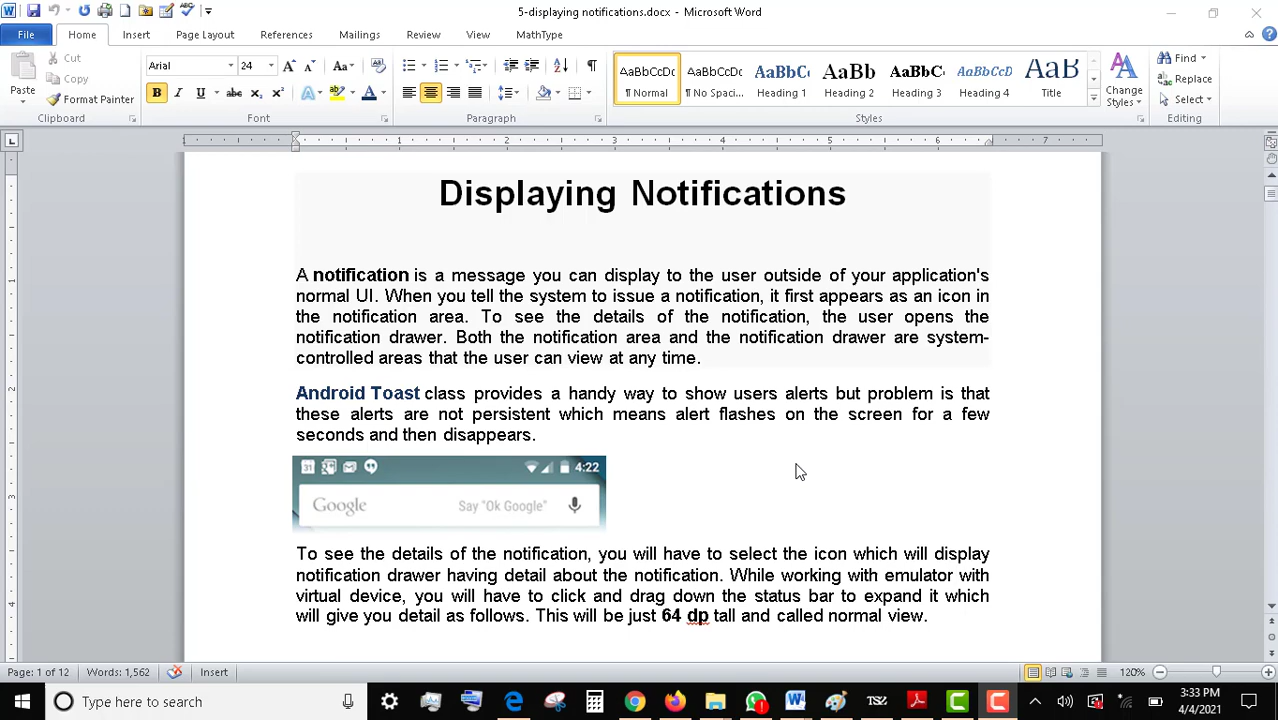 5-displaying notifications.docx - Microsoft Word
File Home Insert Page Layout References Mailings Review View MathType
Paste
Cut
Copy
Format Painter
Clipboard
Arial 24
Font
Paragraph
AaBbCcDc AaBbCcDc AaBbC AaBb AaBbC AaBbCcD AaB
¶ Normal ¶ No Spaci... Heading 1 Heading 2 Heading 3 Heading 4 Title
Styles
Change
Styles
Find
Replace
Select
Editing
Displaying Notifications
A notification is a message you can display to the user outside of your application's
normal UI. When you tell the system to issue a notification, it first appears as an icon in
the notification area. To see the details of the notification, the user opens the
notification drawer. Both the notification area and the notification drawer are system-
controlled areas that the user can view at any time.
Android Toast class provides a handy way to show users alerts but problem is that
these alerts are not persistent which means alert flashes on the screen for a few
seconds and then disappears.
31 4:22
Google Say "Ok Google"
To see the details of the notification, you will have to select the icon which will display
notification drawer having detail about the notification. While working with emulator with
virtual device, you will have to click and drag down the status bar to expand it which
will give you detail as follows. This will be just 64 dp tall and called normal view.
Page: 1 of 12 Words: 1,562 Insert 120%
Type here to search
3:33 PM
4/4/2021